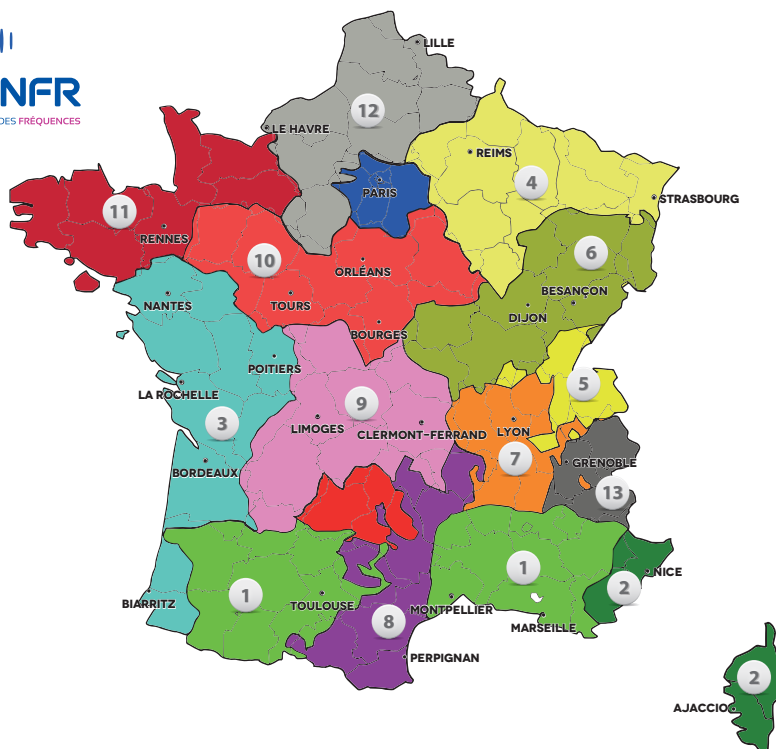 NFR
DES FRÉQUENCES
LILLE
12
LE HAVRE
REIMS
4
PARIS
STRASBOURG
11
RENNES
6
10
ORLÉANS
BESANÇON
NANTES
TOURS
DIJON
BOURGES
POITIERS
5
LA ROCHELLE
9
3
LIMOGES
CLERMONT-FERRAND
LYON
7
BORDEAUX
GRENOBLE
13
1
NICE
2
1
BIARRITZ
TOULOUSE
MONTPELLIER
8
MARSEILLE
PERPIGNAN
2
AJACCIO